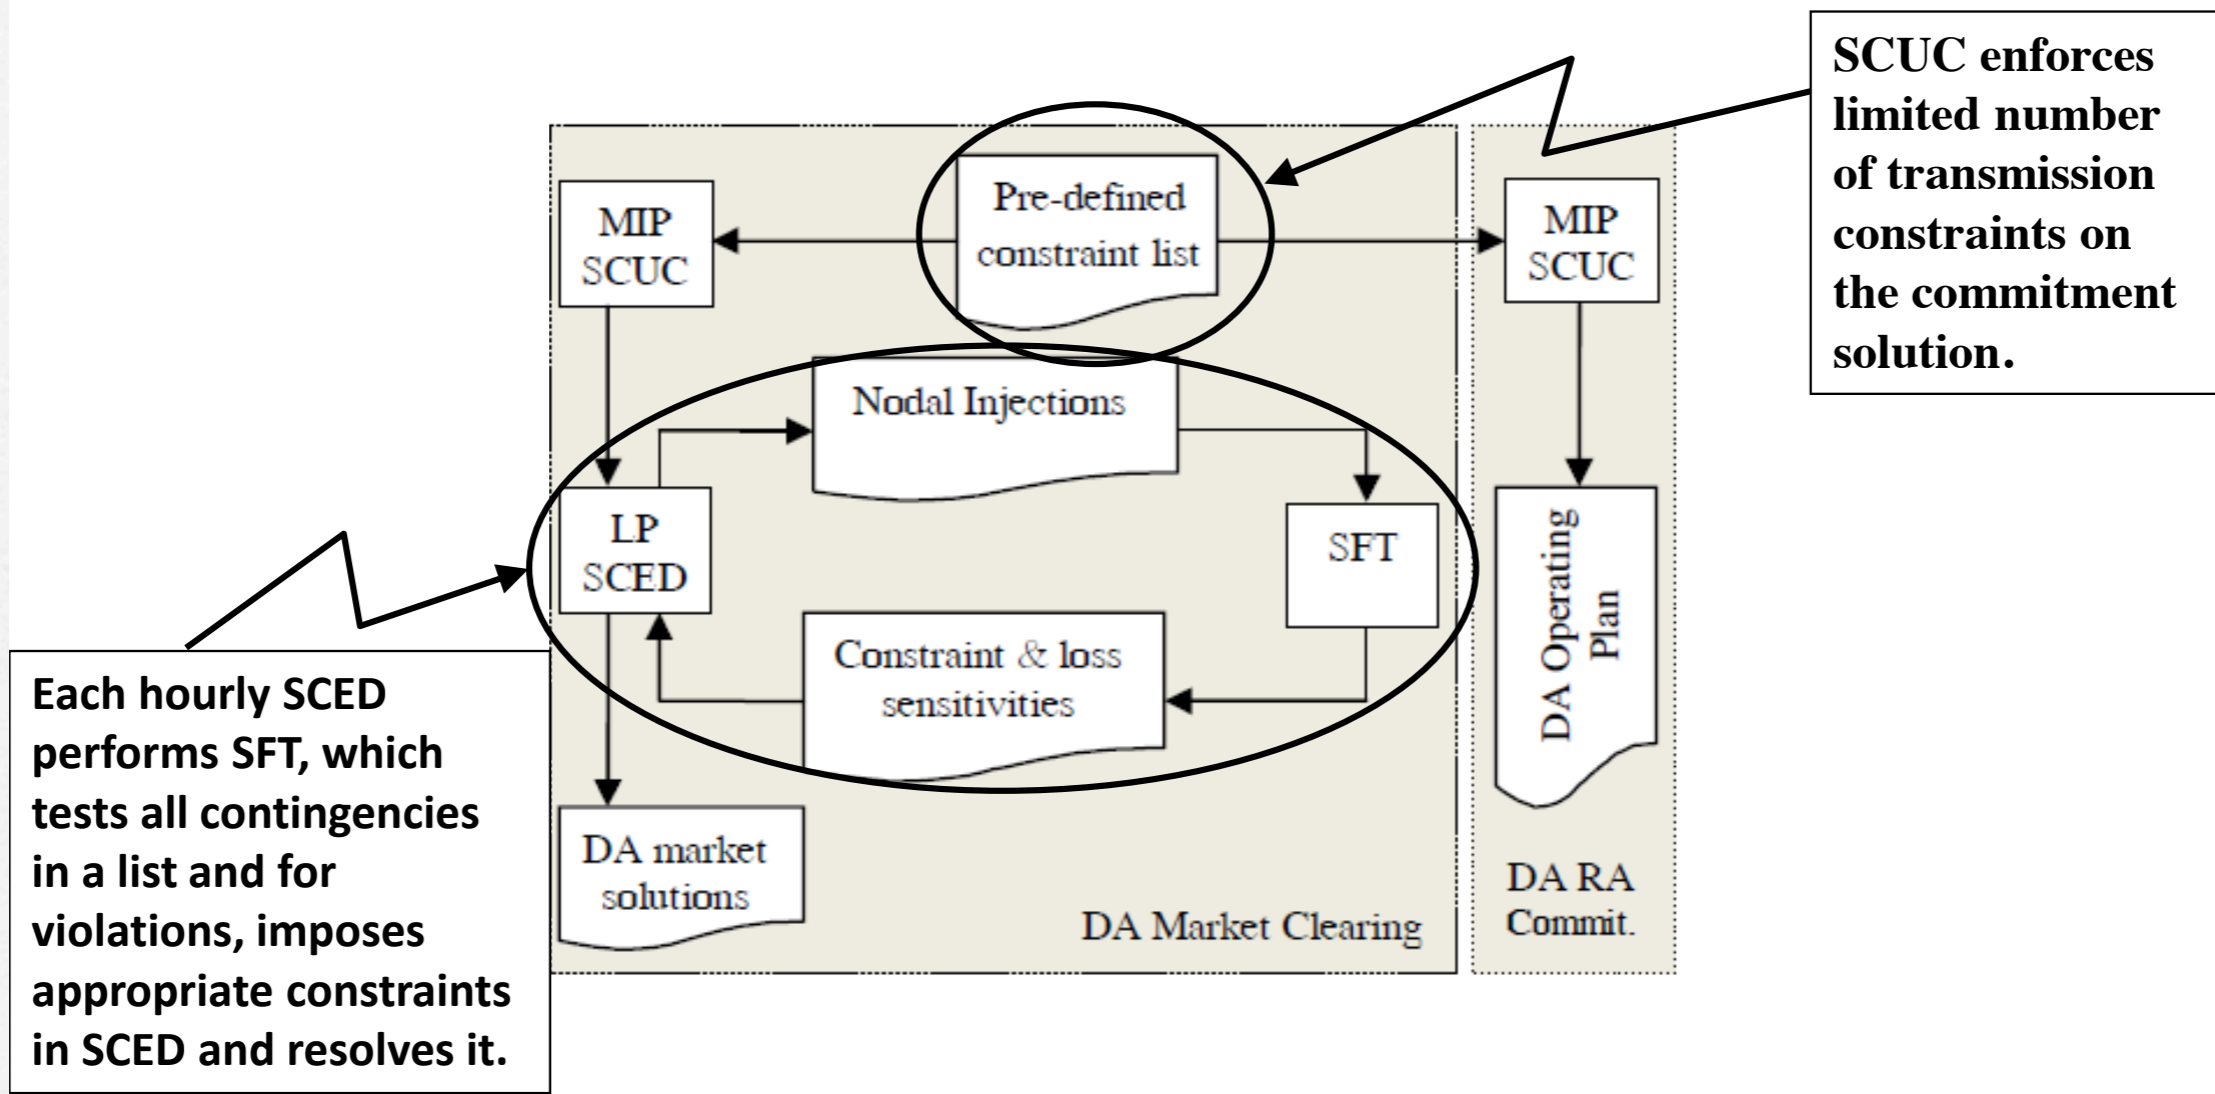 SCUC enforces
limited number
of transmission
constraints on
the commitment
solution.
Pre-defined
constraint list
MIP
SCUC
MIP
SCUC
Nodal Injections
LP
SCED
SFT
Constraint & loss
sensitivities
DA Operating
Plan
DA market
solutions
DA Market Clearing
DA RA
Commit.
Each hourly SCED
performs SFT, which
tests all contingencies
in a list and for
violations, imposes
appropriate constraints
in SCED and resolves it.